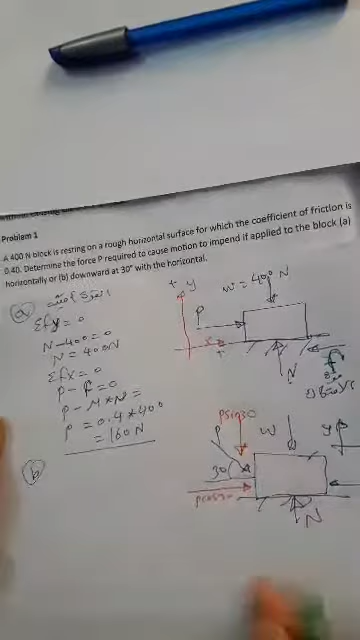 Problem 1
A 400 N block is resting on a rough horizontal surface for which the coefficient of friction is
0.40. Determine the force P required to cause motion to impend if applied to the block (a)
horizontally or (b) downward at 30° with the horizontal.
a
Σfy = 0
N-400 = 0
N = 400N
Σfx = 0
P - F = 0
P - M*N =
P = 0.4*400
= 160 N
+ y
w = 400 N
P
x
+
N
b
Psin30
P
w
y
30
Pcos30
N